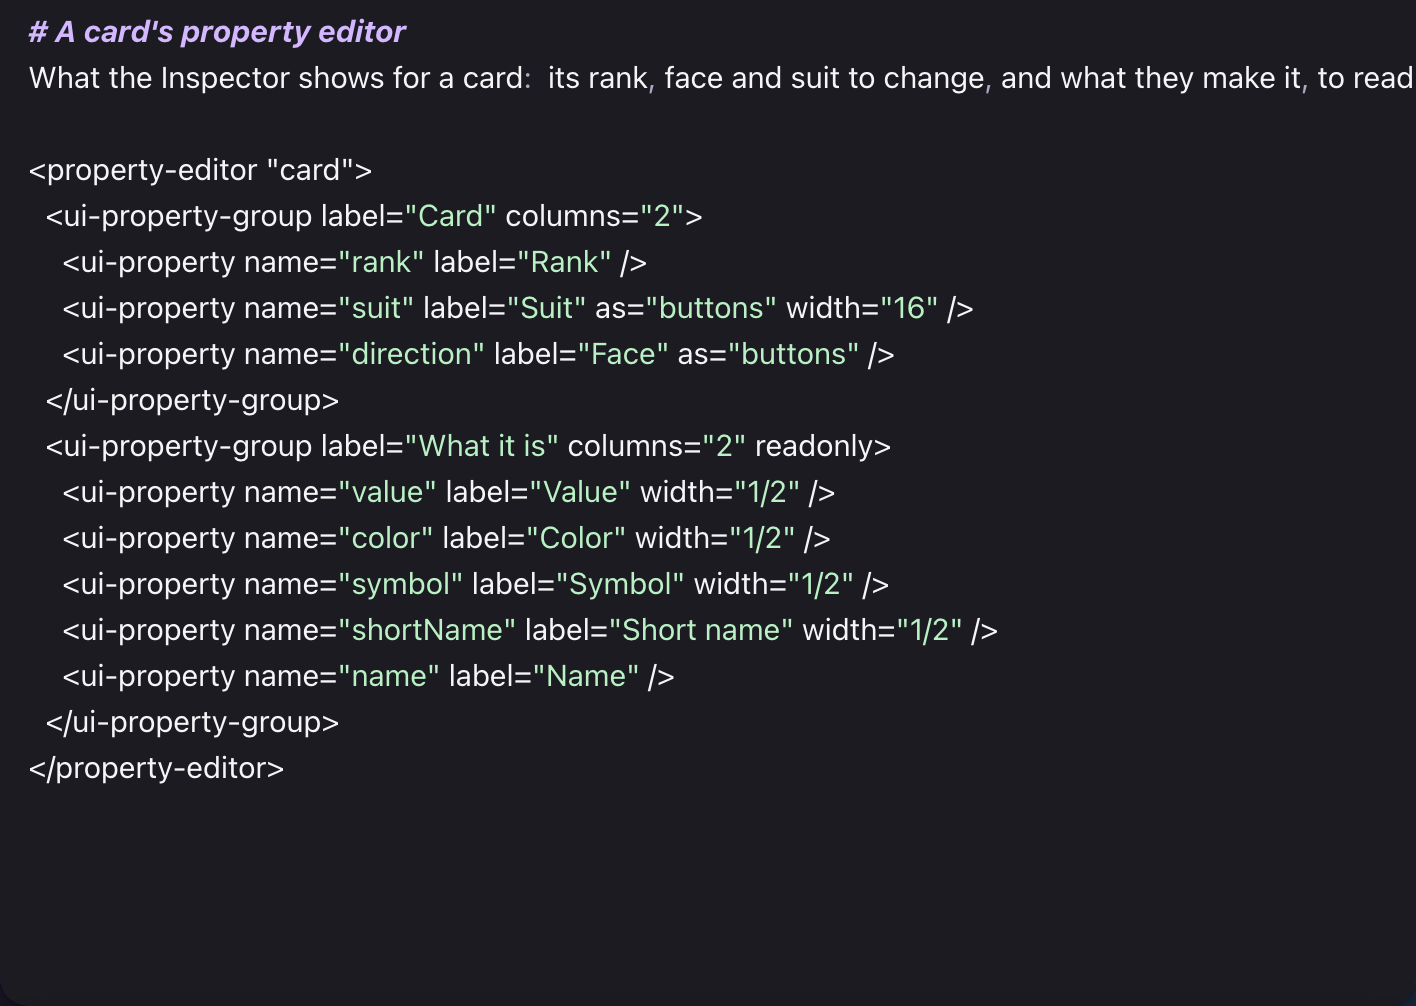 # A card's property editor
What the Inspector shows for a card:  its rank, face and suit to change, and what they make it, to read
<property-editor "card">
  <ui-property-group label="Card" columns="2">
    <ui-property name="rank" label="Rank" />
    <ui-property name="suit" label="Suit" as="buttons" width="16" />
    <ui-property name="direction" label="Face" as="buttons" />
  </ui-property-group>
  <ui-property-group label="What it is" columns="2" readonly>
    <ui-property name="value" label="Value" width="1/2" />
    <ui-property name="color" label="Color" width="1/2" />
    <ui-property name="symbol" label="Symbol" width="1/2" />
    <ui-property name="shortName" label="Short name" width="1/2" />
    <ui-property name="name" label="Name" />
  </ui-property-group>
</property-editor>